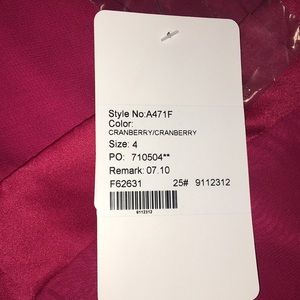 Style No:A471F
Color:
CRANBERRY/CRANBERRY
Size: 4
PO: 710504**
Remark: 07.10
F62631 25# 9112312
9112312